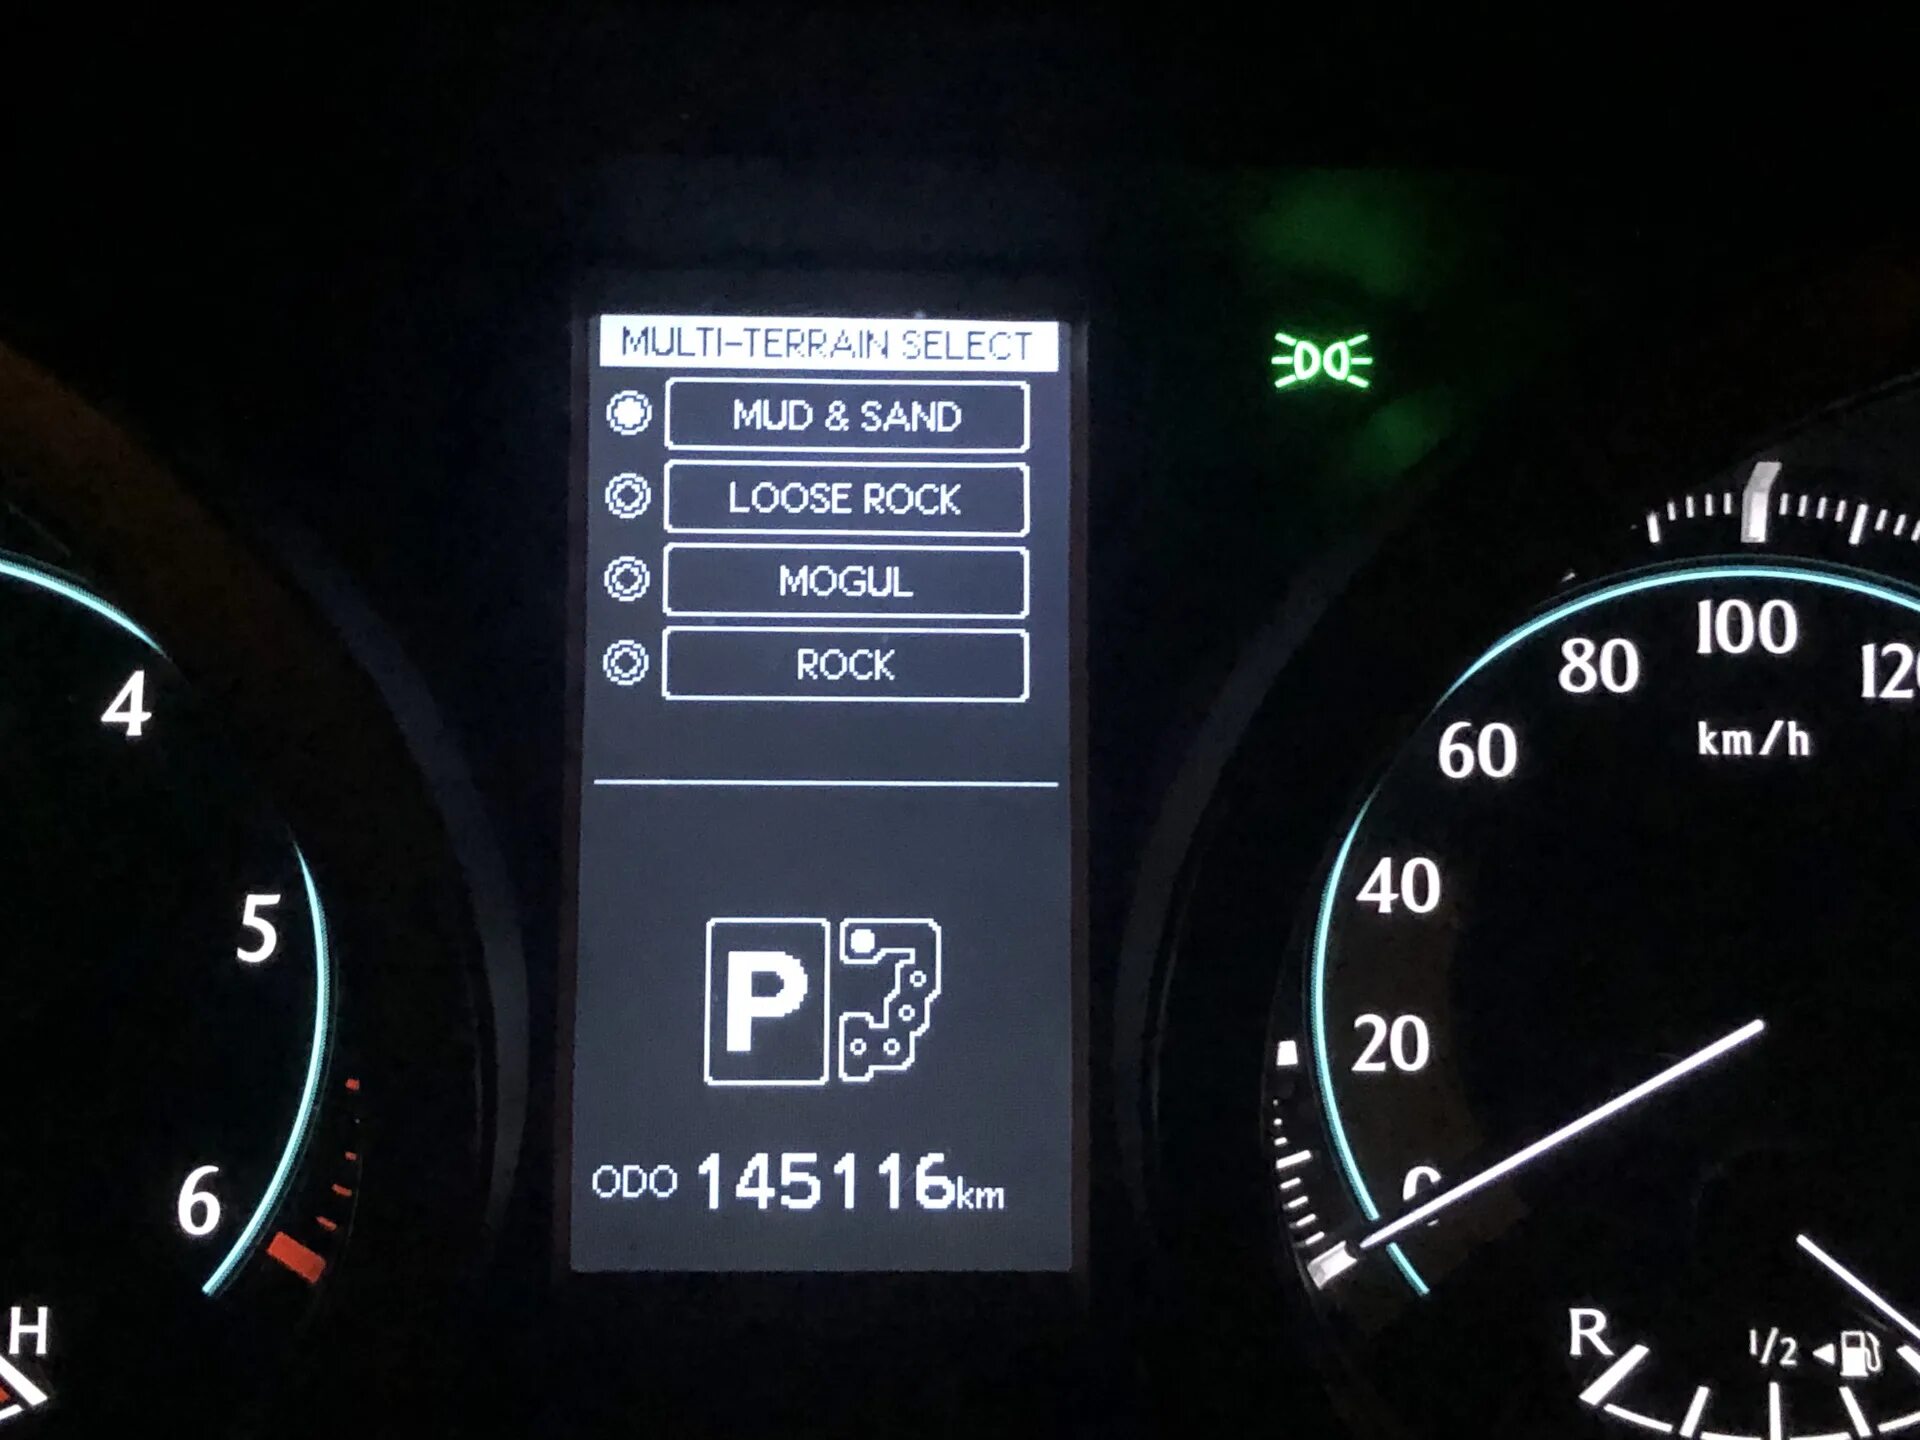 MULTI-TERRAIN SELECT
MUD & SAND
LOOSE ROCK
MOGUL
ROCK
P
ODO 145116km
4
5
6
H
0
20
40
60
80
100
120
km/h
R
1/2